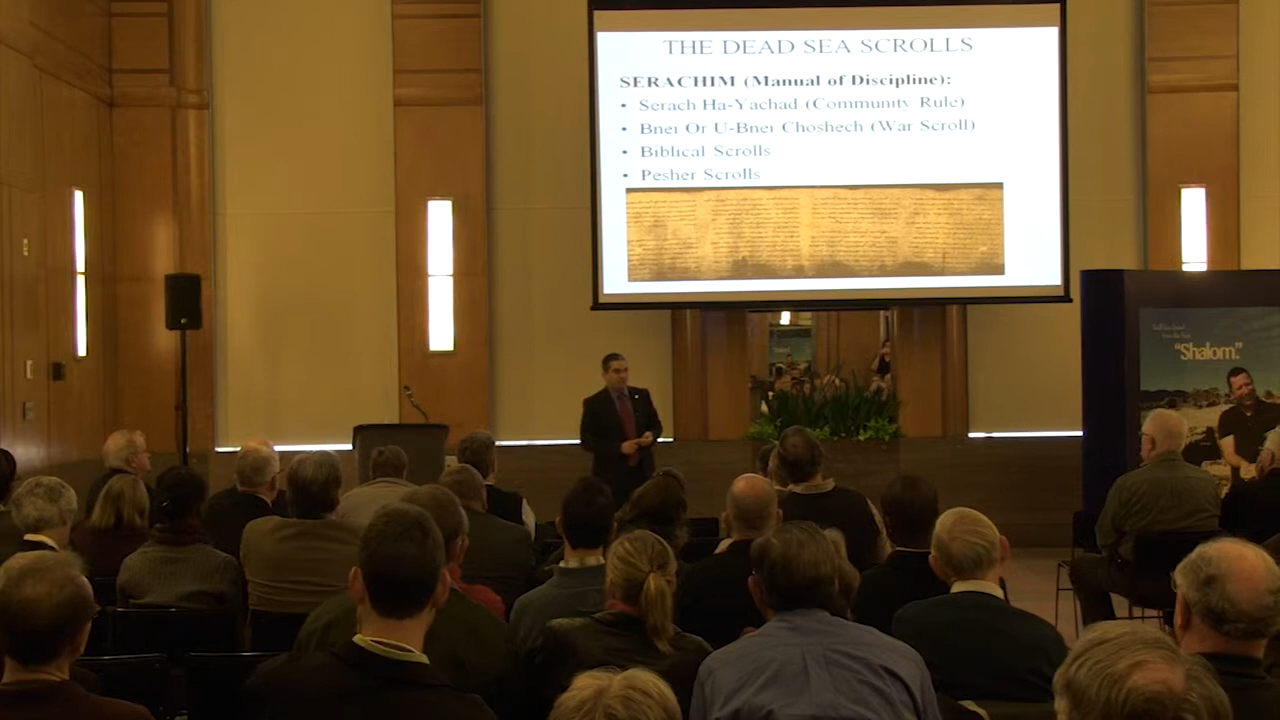 THE DEAD SEA SCROLLS
SERACHIM (Manual of Discipline):
• Serach Ha-Yachad (Community Rule)
• Bnei Or U-Bnei Choshech (War Scroll)
• Biblical Scrolls
• Pesher Scrolls
"Shalom."